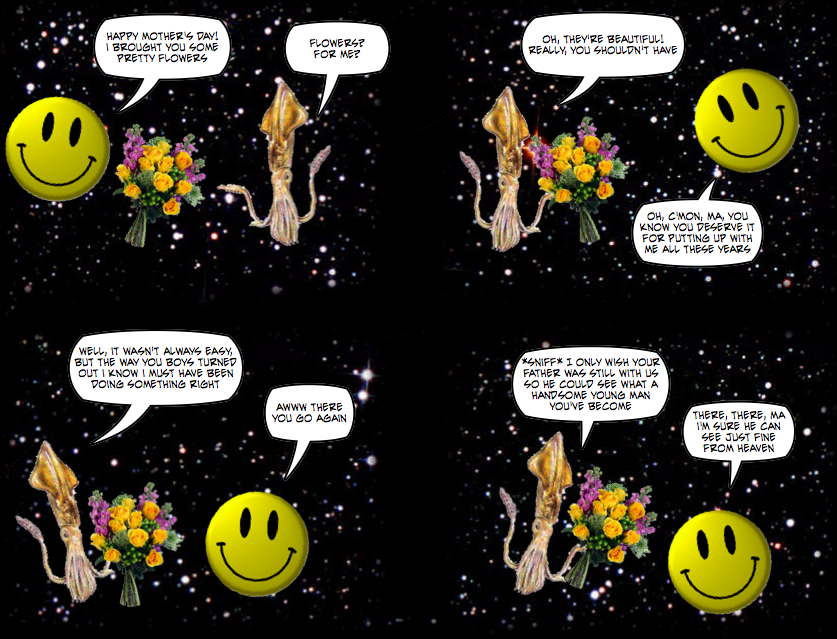 HAPPY MOTHER'S DAY!
I BROUGHT YOU SOME
PRETTY FLOWERS
FLOWERS?
FOR ME?
OH, THEY'RE BEAUTIFUL!
REALLY, YOU SHOULDN'T HAVE
OH, C'MON, MA, YOU
KNOW YOU DESERVE IT
FOR PUTTING UP WITH
ME ALL THESE YEARS
WELL, IT WASN'T ALWAYS EASY,
BUT THE WAY YOU BOYS TURNED
OUT I KNOW I MUST HAVE BEEN
DOING SOMETHING RIGHT
AWWW THERE
YOU GO AGAIN
*SNIFF* I ONLY WISH YOUR
FATHER WAS STILL WITH US
SO HE COULD SEE WHAT A
HANDSOME YOUNG MAN
YOU'VE BECOME
THERE, THERE, MA
I'M SURE HE CAN
SEE JUST FINE
FROM HEAVEN